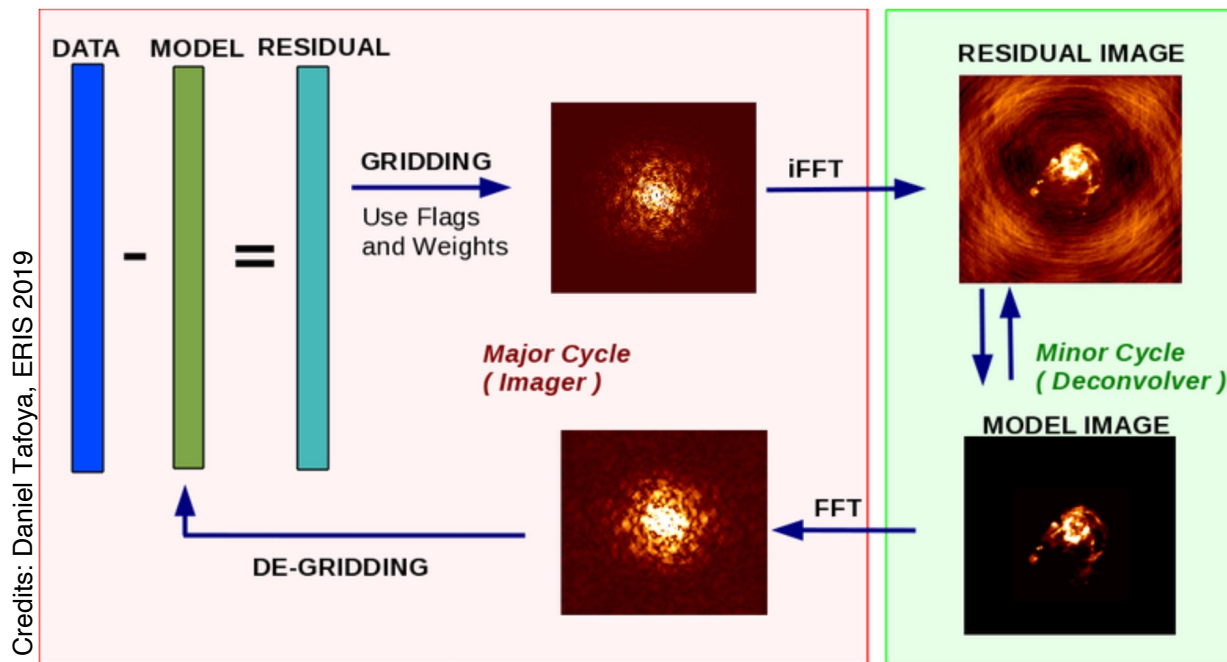 DATA MODEL RESIDUAL
GRIDDING
Use Flags
and Weights
iFFT
RESIDUAL IMAGE
Major Cycle
( Imager )
Minor Cycle
( Deconvolver )
MODEL IMAGE
FFT
DE-GRIDDING
Credits: Daniel Tafoya, ERIS 2019